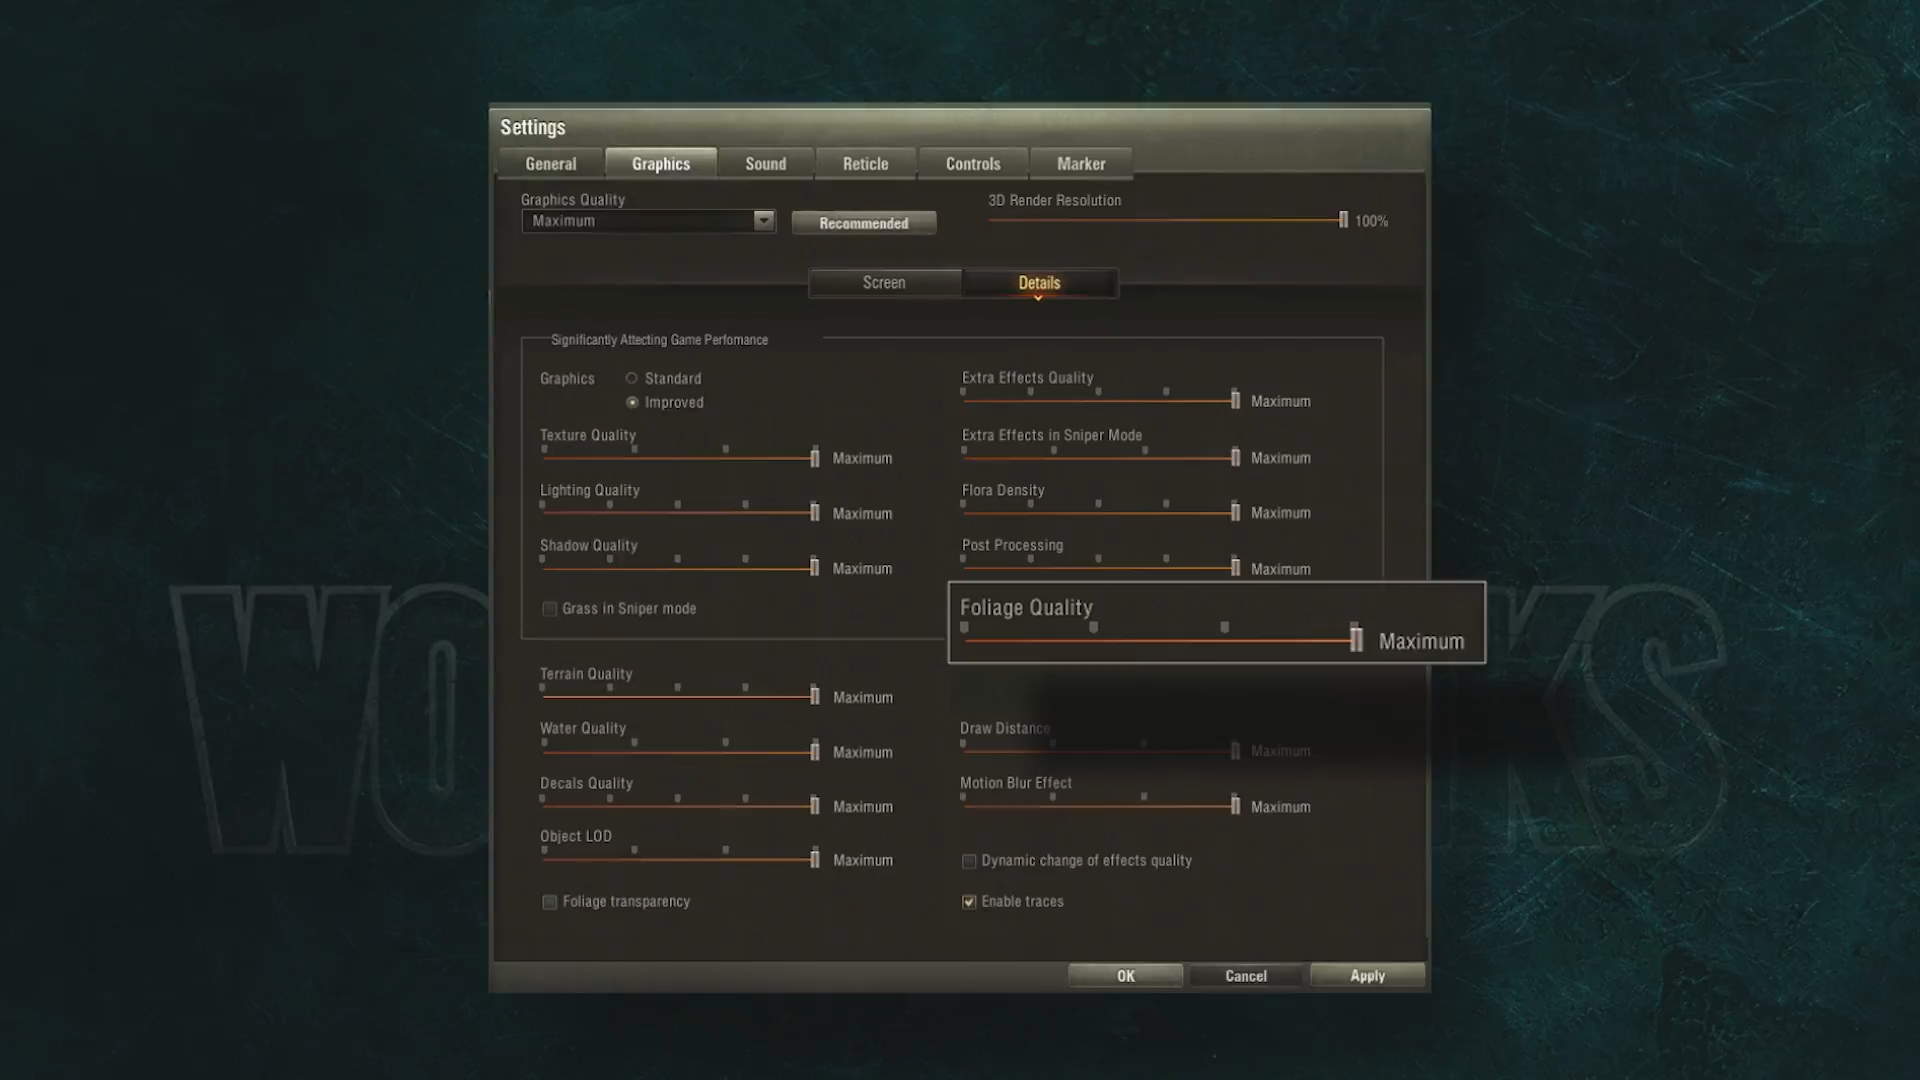 Settings
General Graphics Sound Reticle Controls Marker
Graphics Quality
Maximum
Recommended
3D Render Resolution
100%
Screen Details
Significantly Attecting Game Perfomance
Graphics Standard
Improved
Texture Quality
Maximum
Lighting Quality
Maximum
Shadow Quality
Maximum
Grass in Sniper mode
Extra Effects Quality
Maximum
Extra Effects in Sniper Mode
Maximum
Flora Density
Maximum
Post Processing
Maximum
Foliage Quality
Maximum
Terrain Quality
Maximum
Water Quality
Maximum
Decals Quality
Maximum
Object LOD
Maximum
Foliage transparency
Draw Distance
Maximum
Motion Blur Effect
Maximum
Dynamic change of effects quality
Enable traces
OK Cancel Apply